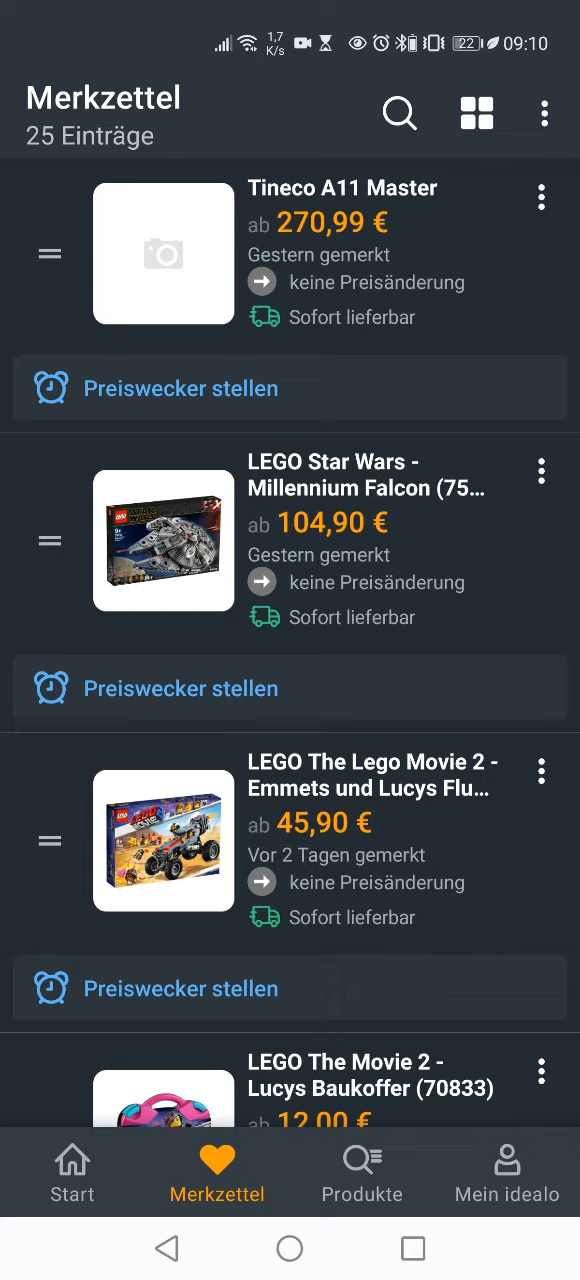 1,7
K/s
22
09:10
Merkzettel
25 Einträge
Tineco A11 Master
ab 270,99 €
Gestern gemerkt
keine Preisänderung
Sofort lieferbar
Preiswecker stellen
LEGO Star Wars -
Millennium Falcon (75…
ab 104,90 €
Gestern gemerkt
keine Preisänderung
Sofort lieferbar
Preiswecker stellen
LEGO The Lego Movie 2 -
Emmets und Lucys Flu…
ab 45,90 €
Vor 2 Tagen gemerkt
keine Preisänderung
Sofort lieferbar
Preiswecker stellen
LEGO The Movie 2 -
Lucys Baukoffer (70833)
ab 12,00 €
Start
Merkzettel
Produkte
Mein idealo